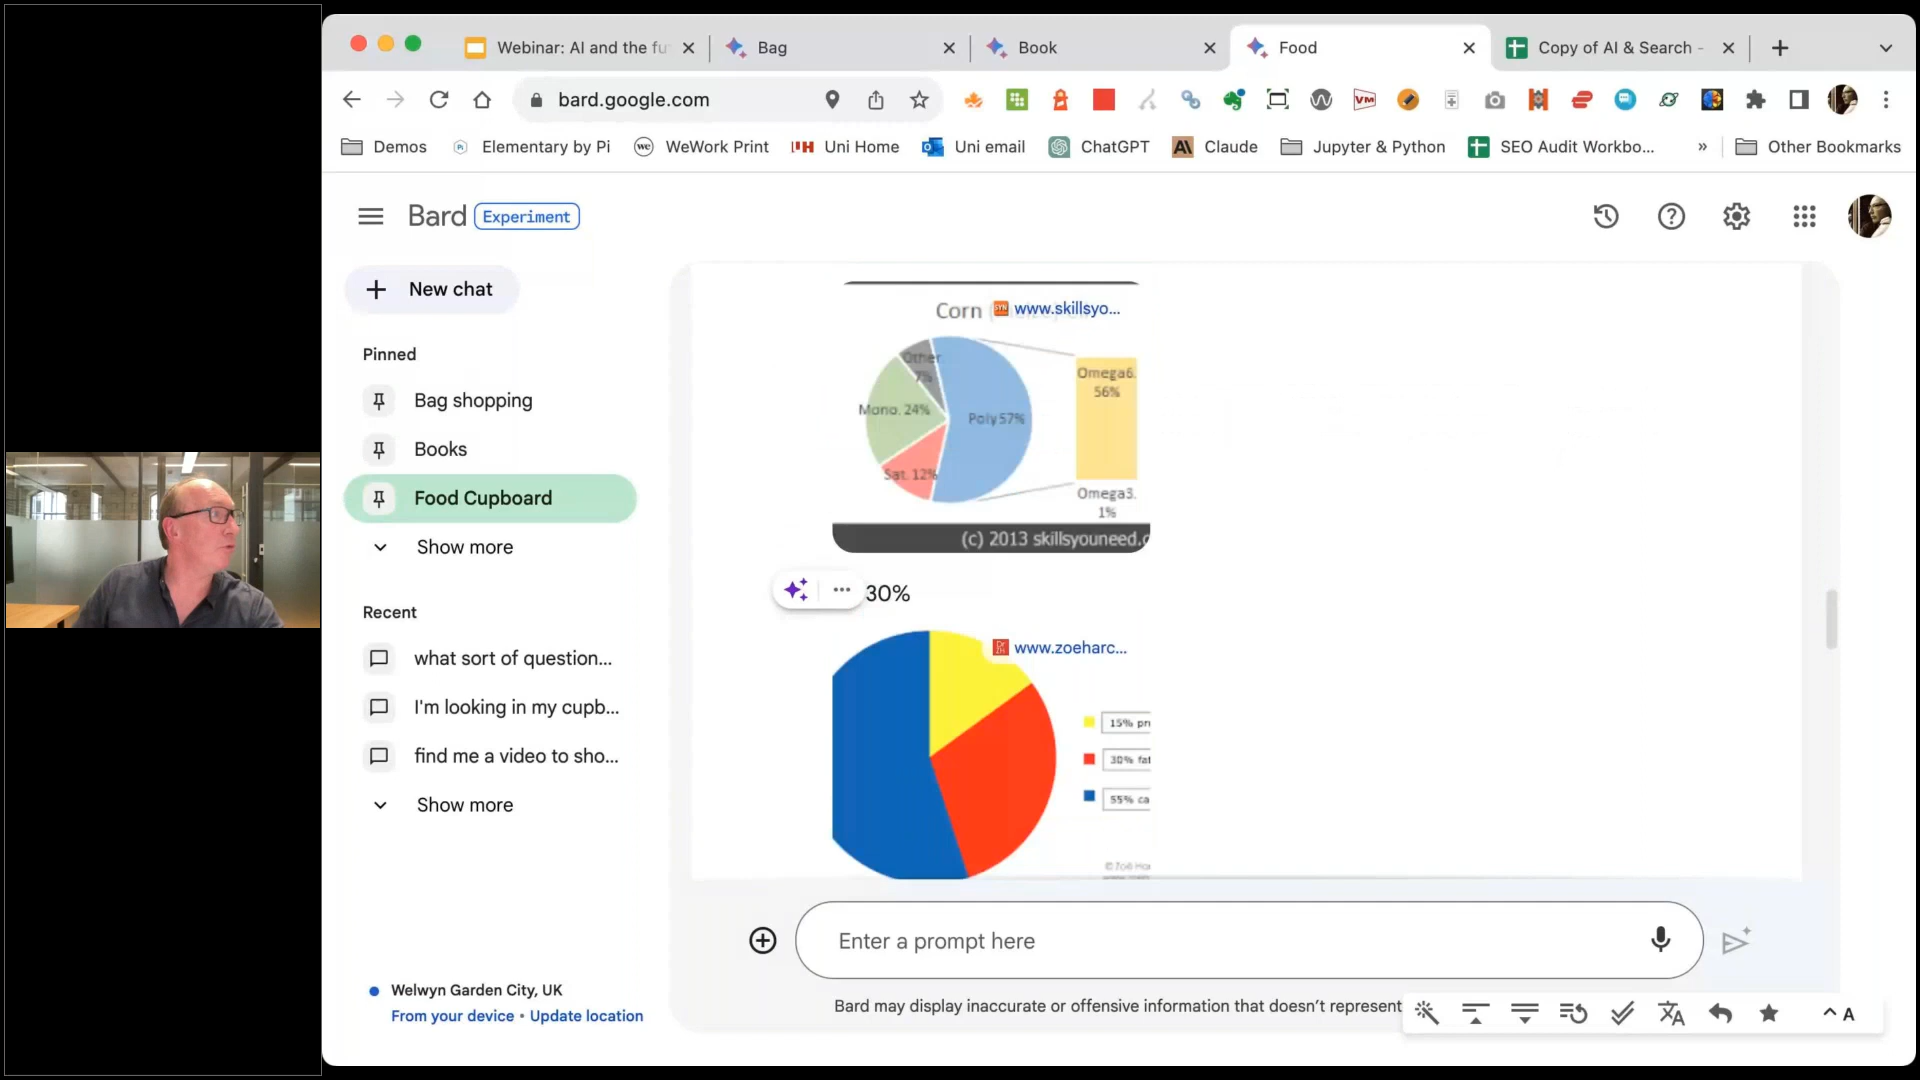 Webinar: AI and the fu
Bag
Book
Food
Copy of AI & Search -
bard.google.com
VM
Demos
Elementary by Pi
WeWork Print
Uni Home
Uni email
ChatGPT
Claude
Jupyter & Python
SEO Audit Workbo...
»
Other Bookmarks
Bard
Experiment
New chat
Pinned
Bag shopping
Books
Food Cupboard
Show more
Recent
what sort of question...
I'm looking in my cupb...
find me a video to sho...
Show more
Welwyn Garden City, UK
From your device • Update location
Corn
www.skillsyo...
Other
7%
Mono. 24%
Poly 57%
Sat. 12%
Omega6.
56%
Omega3.
1%
(c) 2013 skillsyouneed.c
30%
www.zoeharc...
15% pr
30% fat
55% ca
Enter a prompt here
Bard may display inaccurate or offensive information that doesn't represent
A